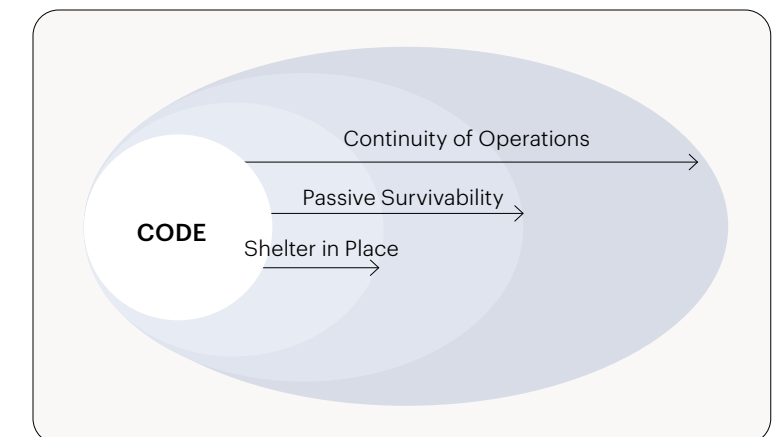 Continuity of Operations
Passive Survivability
CODE
Shelter in Place